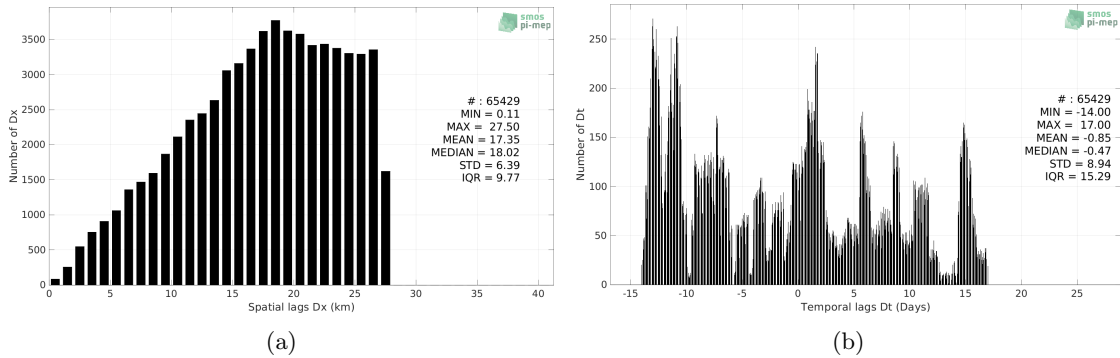 smos
pi-mep
# : 65429
MIN = 0.11
MAX = 27.50
MEAN = 17.35
MEDIAN = 18.02
STD = 6.39
IQR = 9.77
Number of Dx
3500
3000
2500
2000
1500
1000
500
0
0 5 10 15 20 25 30 35 40
Spatial lags Dx (km)
(a)
smos
pi-mep
# : 65429
MIN = -14.00
MAX = 17.00
MEAN = -0.85
MEDIAN = -0.47
STD = 8.94
IQR = 15.29
Number of Dt
250
200
150
100
50
0
-15 -10 -5 0 5 10 15 20 25
Temporal lags Dt (Days)
(b)